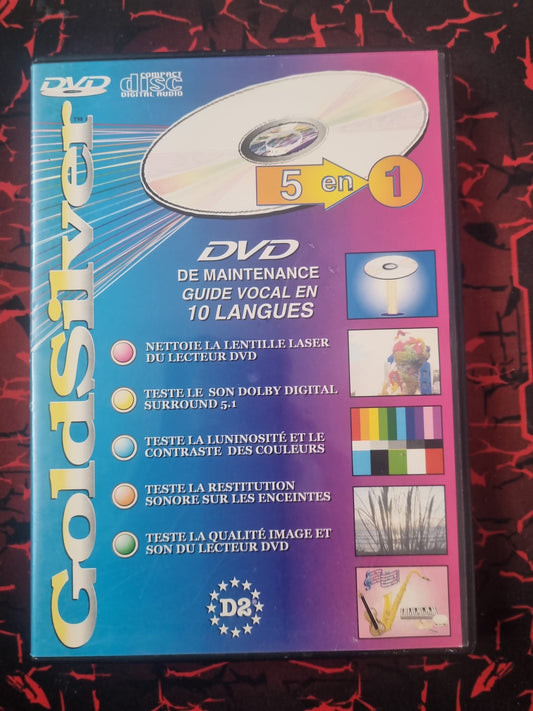 DVD
COMPACT
disc
DIGITAL AUDIO
GoldSilver™
5 en 1
DVD
DE MAINTENANCE
GUIDE VOCAL EN
10 LANGUES
NETTOIE LA LENTILLE LASER
DU LECTEUR DVD
TESTE LE SON DOLBY DIGITAL
SURROUND 5.1
TESTE LA LUNINOSITÉ ET LE
CONTRASTE DES COULEURS
TESTE LA RESTITUTION
SONORE SUR LES ENCEINTES
TESTE LA QUALITÉ IMAGE ET
SON DU LECTEUR DVD
D2